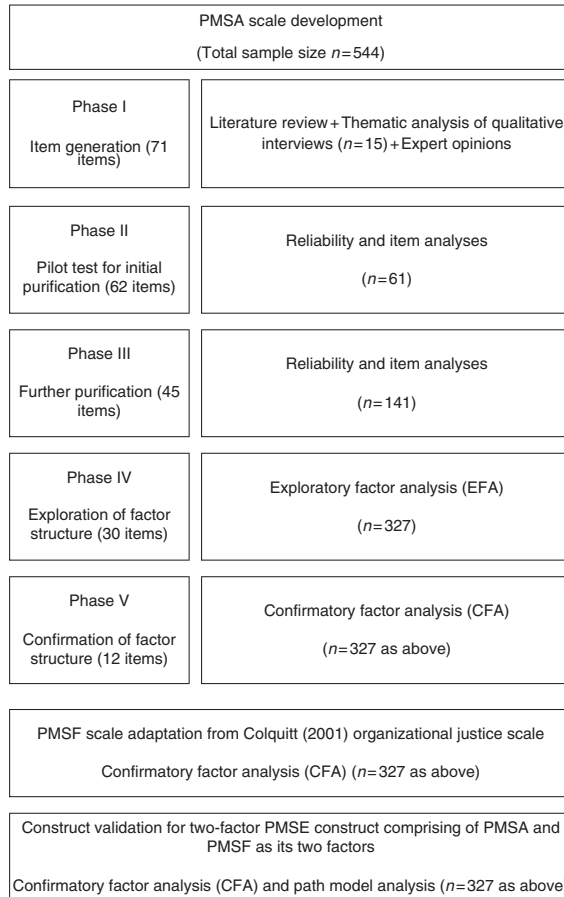 PMSA scale development
(Total sample size n=544)
Phase I
Item generation (71
items)
Literature review+Thematic analysis of qualitative
interviews (n=15)+Expert opinions
Phase II
Pilot test for initial
purification (62 items)
Reliability and item analyses
(n=61)
Phase III
Further purification (45
items)
Reliability and item analyses
(n=141)
Phase IV
Exploration of factor
structure (30 items)
Exploratory factor analysis (EFA)
(n=327)
Phase V
Confirmation of factor
structure (12 items)
Confirmatory factor analysis (CFA)
(n=327 as above)
PMSF scale adaptation from Colquitt (2001) organizational justice scale
Confirmatory factor analysis (CFA) (n=327 as above)
Construct validation for two-factor PMSE construct comprising of PMSA and
PMSF as its two factors
Confirmatory factor analysis (CFA) and path model analysis (n=327 as above